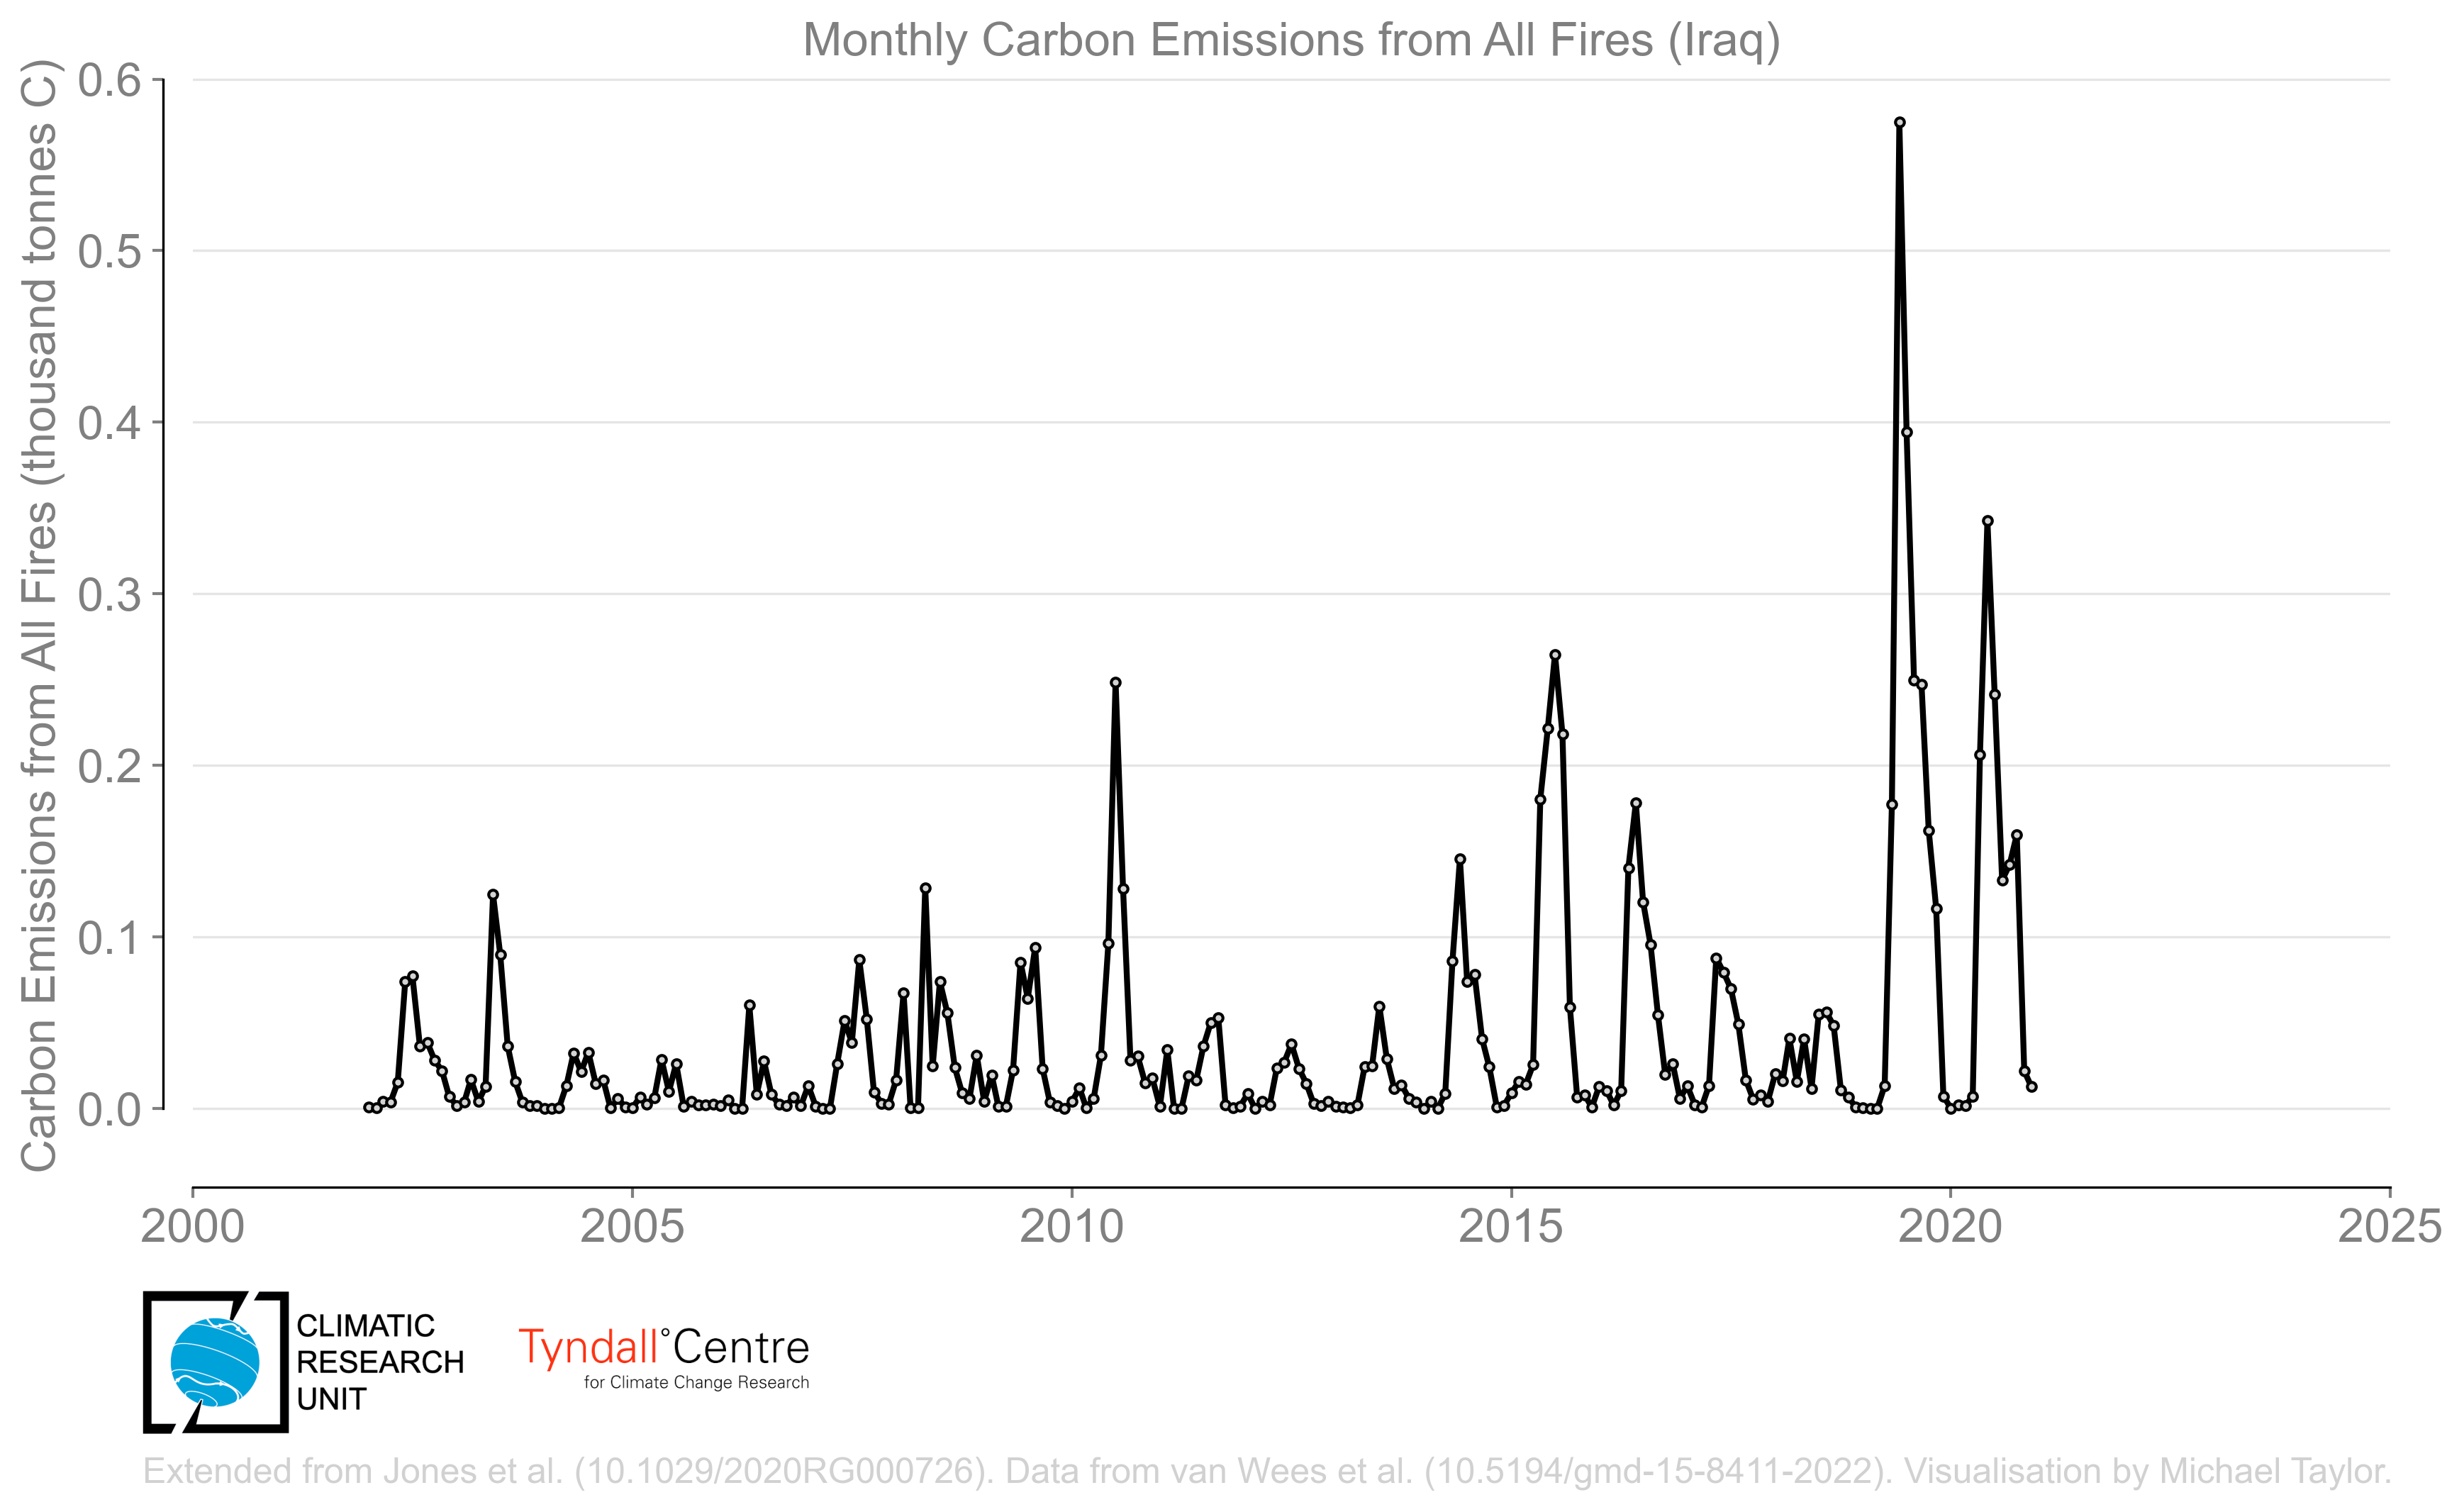 Monthly Carbon Emissions from All Fires (Iraq)
Carbon Emissions from All Fires (thousand tonnes C)
0.6
0.5
0.4
0.3
0.2
0.1
0.0
2000 2005 2010 2015 2020 2025
CLIMATIC
RESEARCH
UNIT
Tyndall°Centre
for Climate Change Research
Extended from Jones et al. (10.1029/2020RG000726). Data from van Wees et al. (10.5194/gmd-15-8411-2022). Visualisation by Michael Taylor.